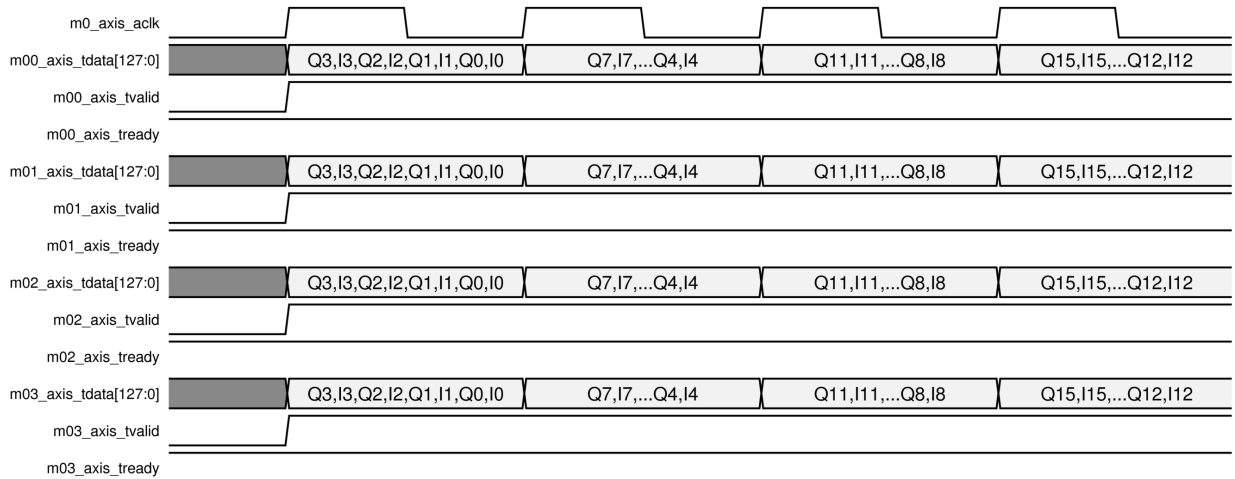 m0_axis_aclk
m00_axis_tdata[127:0] Q3,I3,Q2,I2,Q1,I1,Q0,I0 Q7,I7,...Q4,I4 Q11,I11,...Q8,I8 Q15,I15,...Q12,I12
m00_axis_tvalid
m00_axis_tready
m01_axis_tdata[127:0] Q3,I3,Q2,I2,Q1,I1,Q0,I0 Q7,I7,...Q4,I4 Q11,I11,...Q8,I8 Q15,I15,...Q12,I12
m01_axis_tvalid
m01_axis_tready
m02_axis_tdata[127:0] Q3,I3,Q2,I2,Q1,I1,Q0,I0 Q7,I7,...Q4,I4 Q11,I11,...Q8,I8 Q15,I15,...Q12,I12
m02_axis_tvalid
m02_axis_tready
m03_axis_tdata[127:0] Q3,I3,Q2,I2,Q1,I1,Q0,I0 Q7,I7,...Q4,I4 Q11,I11,...Q8,I8 Q15,I15,...Q12,I12
m03_axis_tvalid
m03_axis_tready